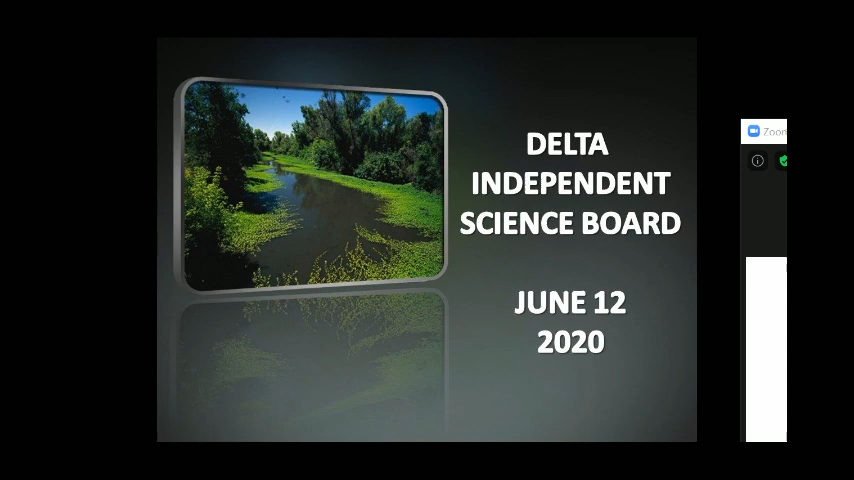 DELTA
INDEPENDENT
SCIENCE BOARD
JUNE 12
2020
Zoom